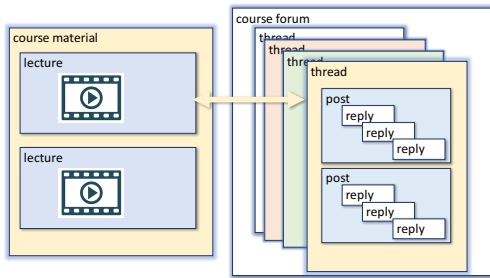 course material
lecture
lecture
course forum
thread
thread
thread
thread
post
reply
reply
reply
post
reply
reply
reply